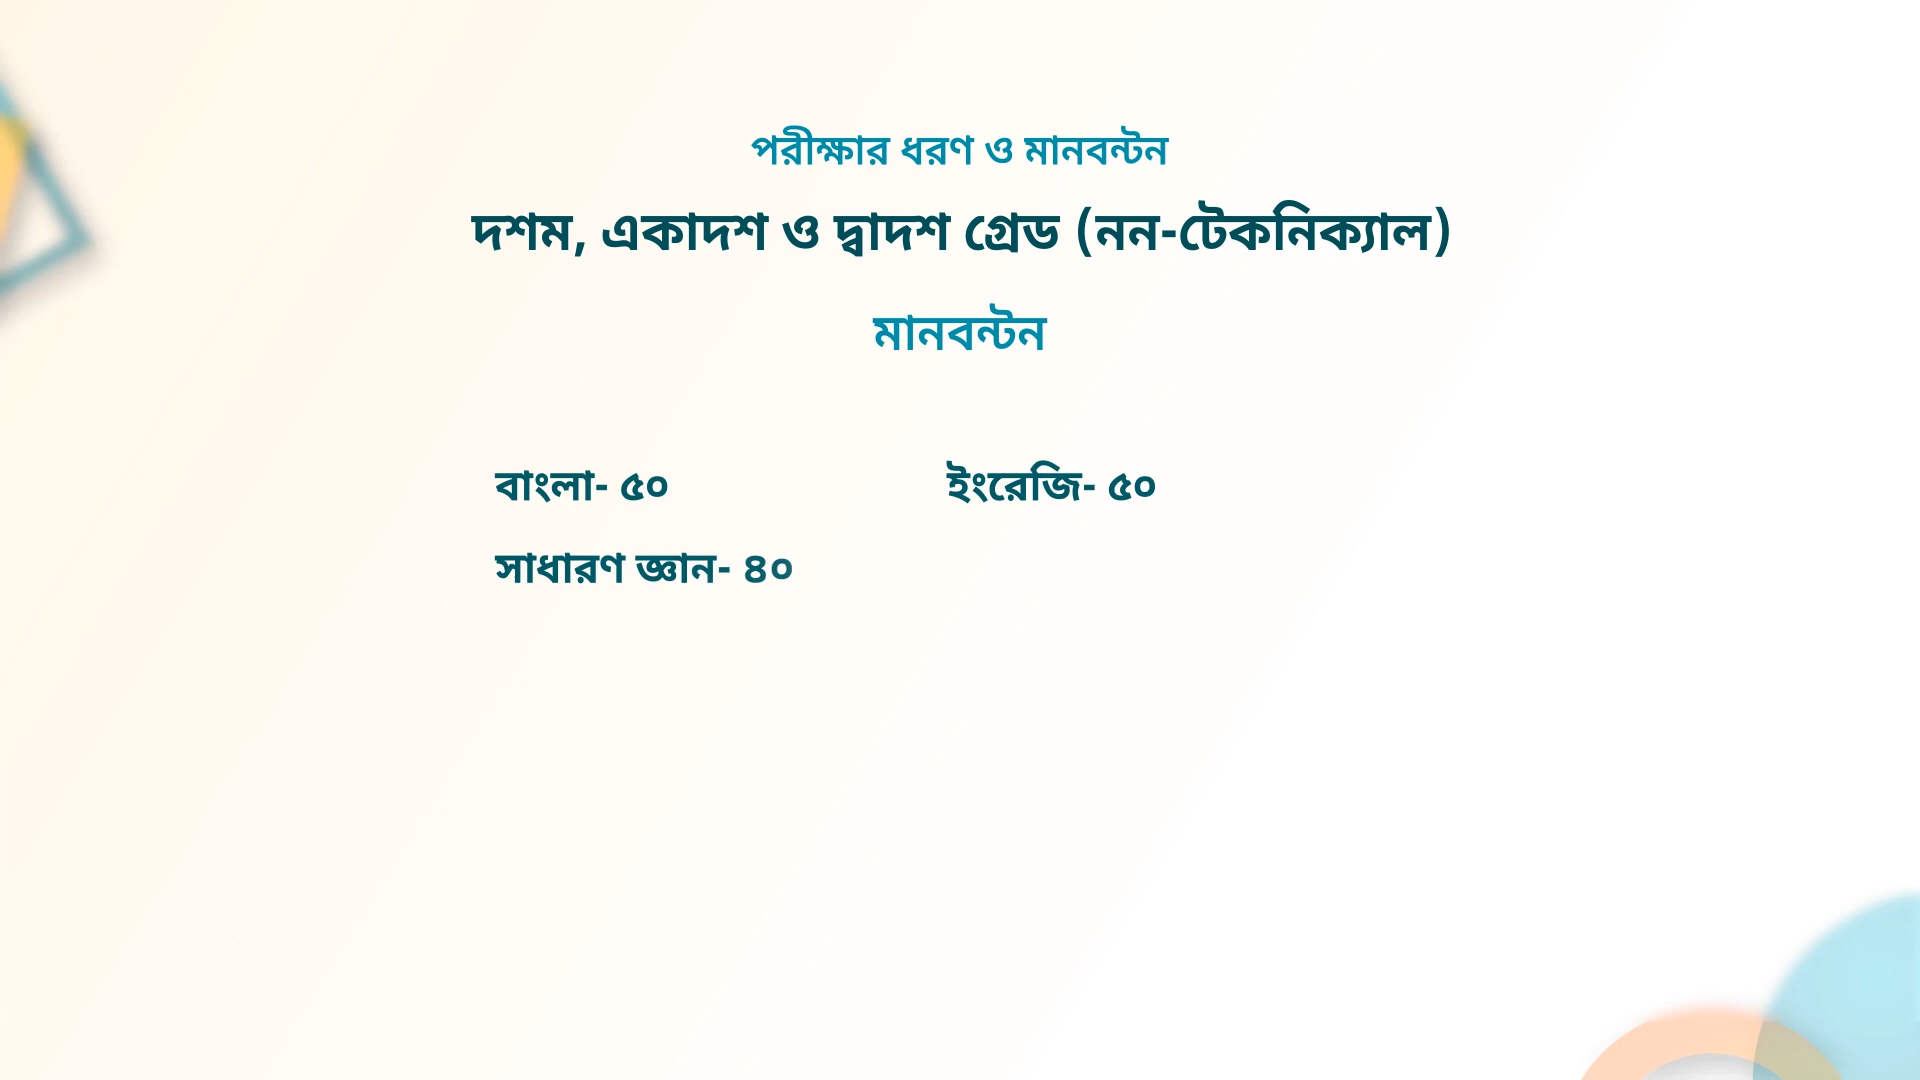 পরীক্ষার ধরণ ও মানবন্টন
দশম, একাদশ ও দ্বাদশ গ্রেড (নন-টেকনিক্যাল)
মানবন্টন
বাংলা- ৫০ ইংরেজি- ৫০
সাধারণ জ্ঞান- ৪০